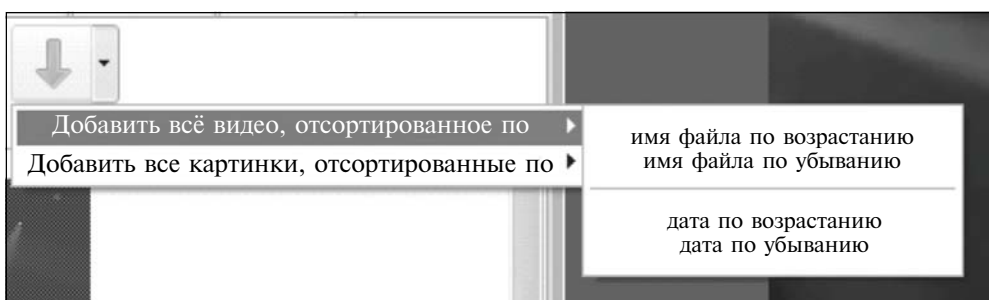 Добавить всё видео, отсортированное по
Добавить все картинки, отсортированные по
имя файла по возрастанию
имя файла по убыванию
дата по возрастанию
дата по убыванию